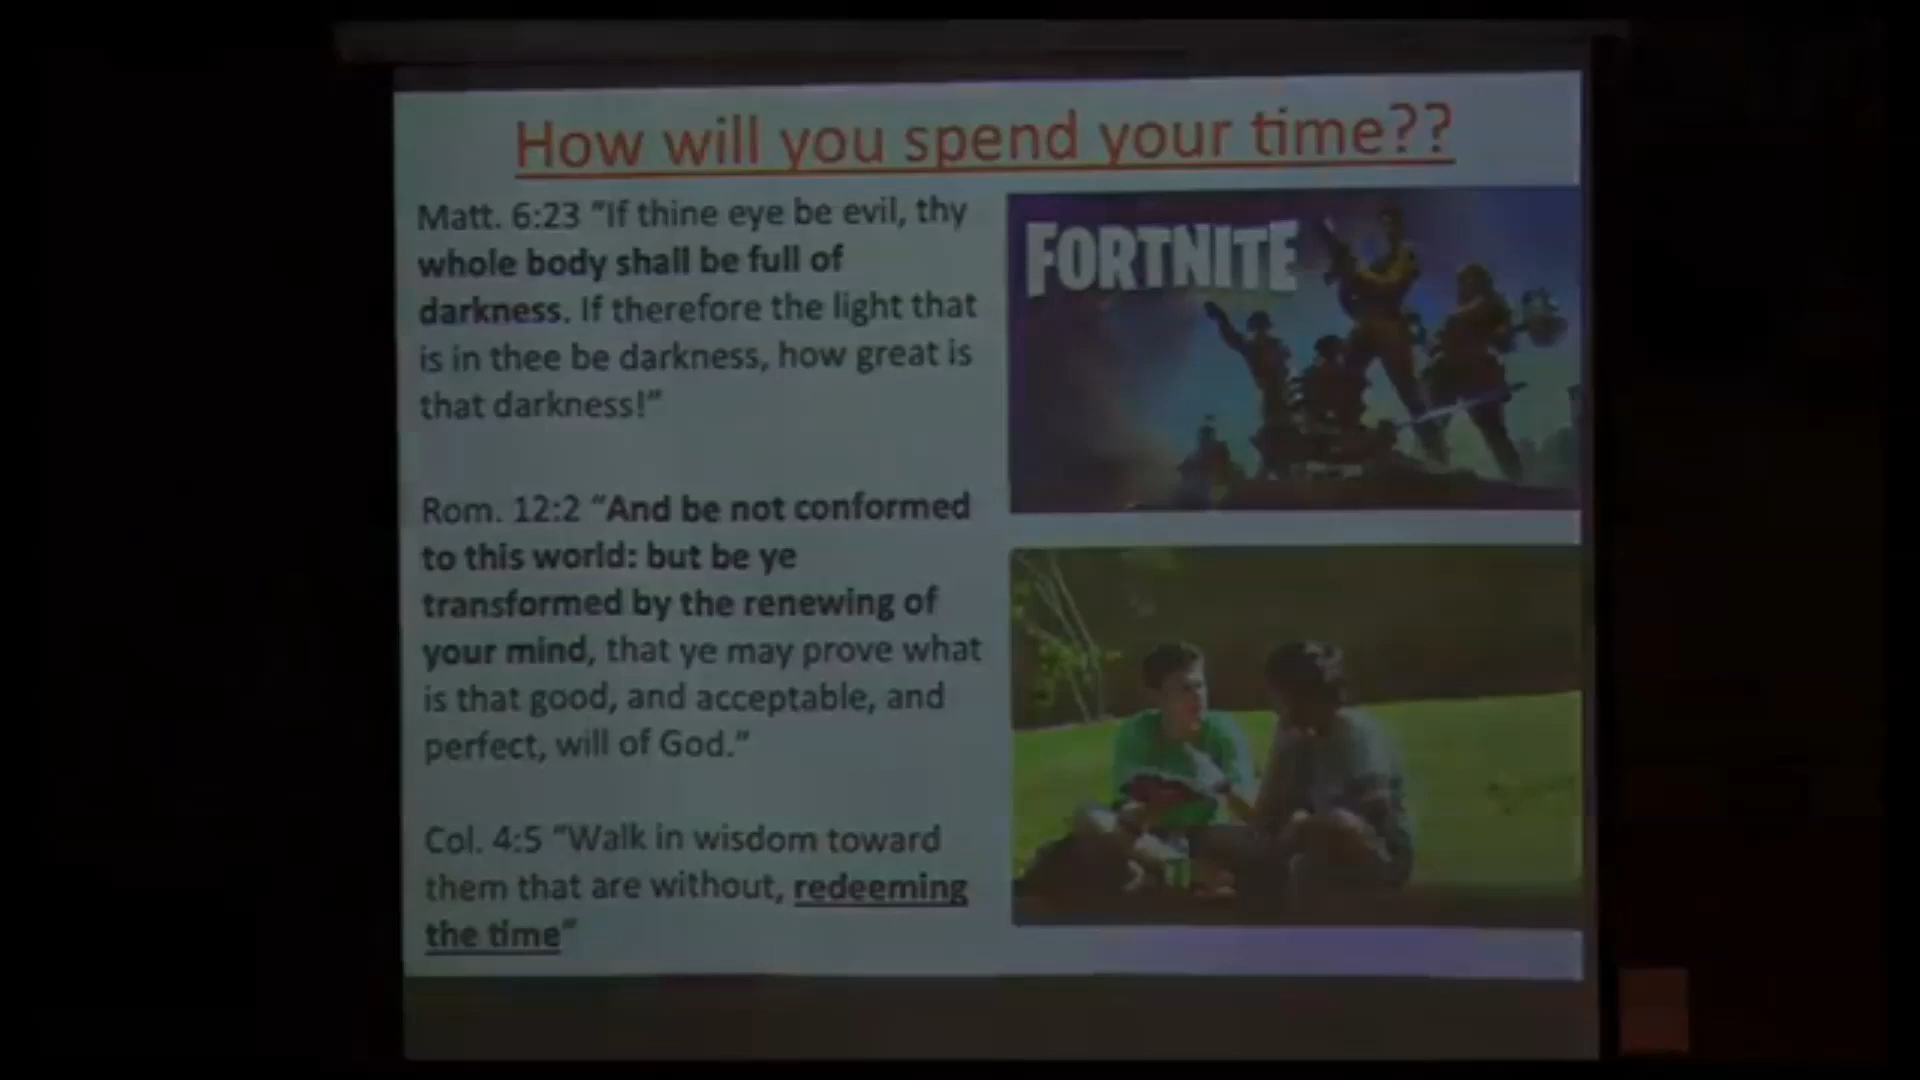 How will you spend your time??
Matt. 6:23 "If thine eye be evil, thy
whole body shall be full of
darkness. If therefore the light that
is in thee be darkness, how great is
that darkness!"
Rom. 12:2 "And be not conformed
to this world: but be ye
transformed by the renewing of
your mind, that ye may prove what
is that good, and acceptable, and
perfect, will of God."
Col. 4:5 "Walk in wisdom toward
them that are without, redeeming
the time"
FORTNITE